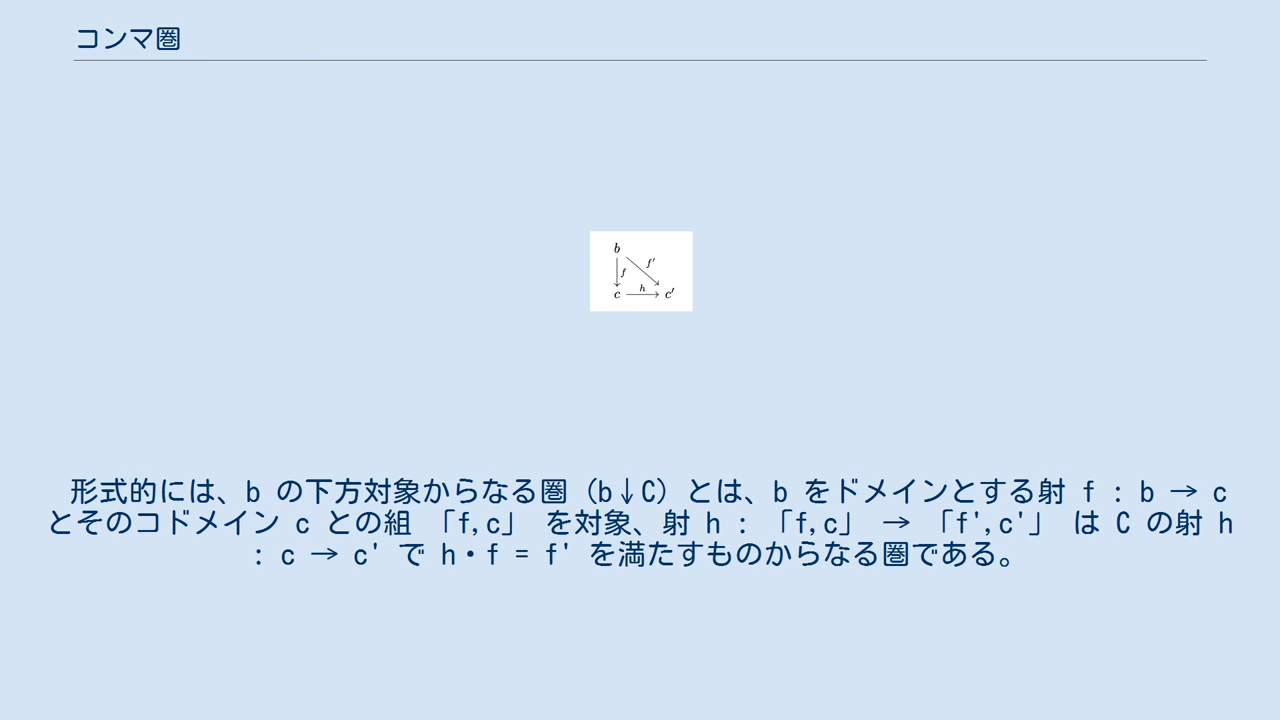 コンマ圏
b
f
f'
c
h
c'
形式的には、b の下方対象からなる圏（b↓C）とは、b をドメインとする射 f : b → c
とそのコドメイン c との組 「f,c」 を対象、射 h : 「f,c」 → 「f',c'」 は C の射 h
: c → c' で h・f = f' を満たすものからなる圏である。